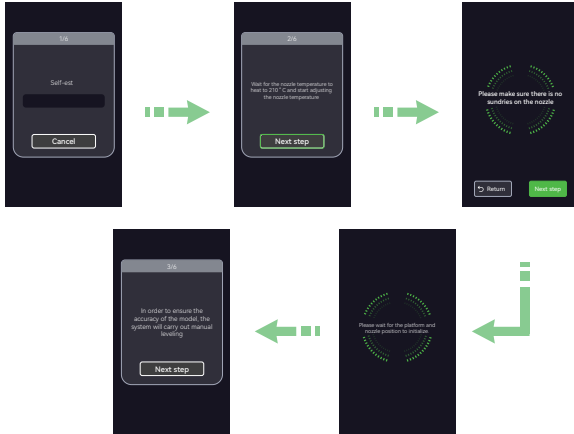 1/6
Self-est
Cancel
2/6
Wait for the nozzle temperature to
heat to 210°C and start adjusting
the nozzle temperature
Next step
Please make sure there is no
sundries on the nozzle
Return
Next step
Please wait for the platform and
nozzle position to initialize
3/6
In order to ensure the
accuracy of the model, the
system will carry out manual
leveling
Next step